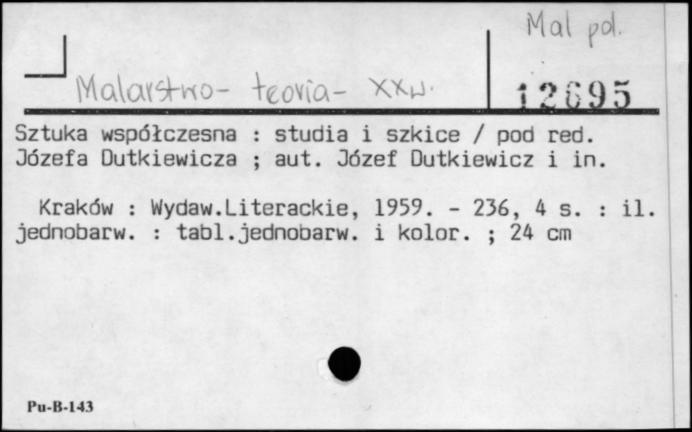 Mal pol.
Malarstwo - teoria - XX w.
12695
Sztuka współczesna : studia i szkice / pod red.
Józefa Dutkiewicza ; aut. Józef Dutkiewicz i in.
Kraków : Wydaw.Literackie, 1959. - 236, 4 s. : il.
jednobarw. : tabl.jednobarw. i kolor. ; 24 cm
Pu-B-143